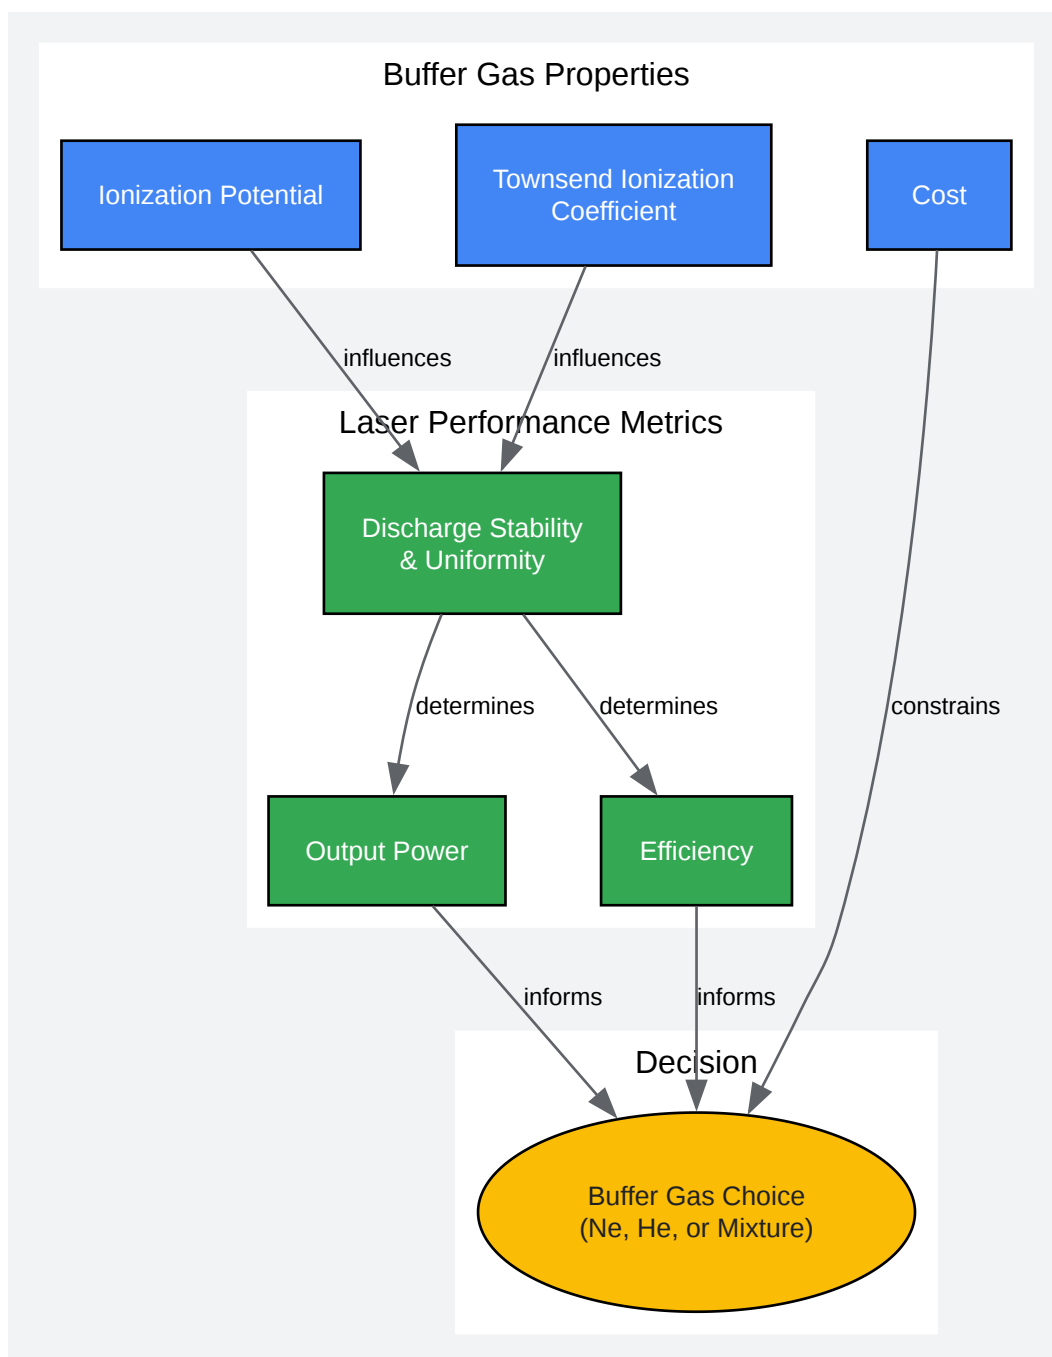 Buffer Gas Properties
Ionization Potential
Townsend Ionization
Coefficient
Cost
influences
influences
Laser Performance Metrics
Discharge Stability
& Uniformity
determines
determines
constrains
Output Power
Efficiency
informs
informs
Decision
Buffer Gas Choice
(Ne, He, or Mixture)